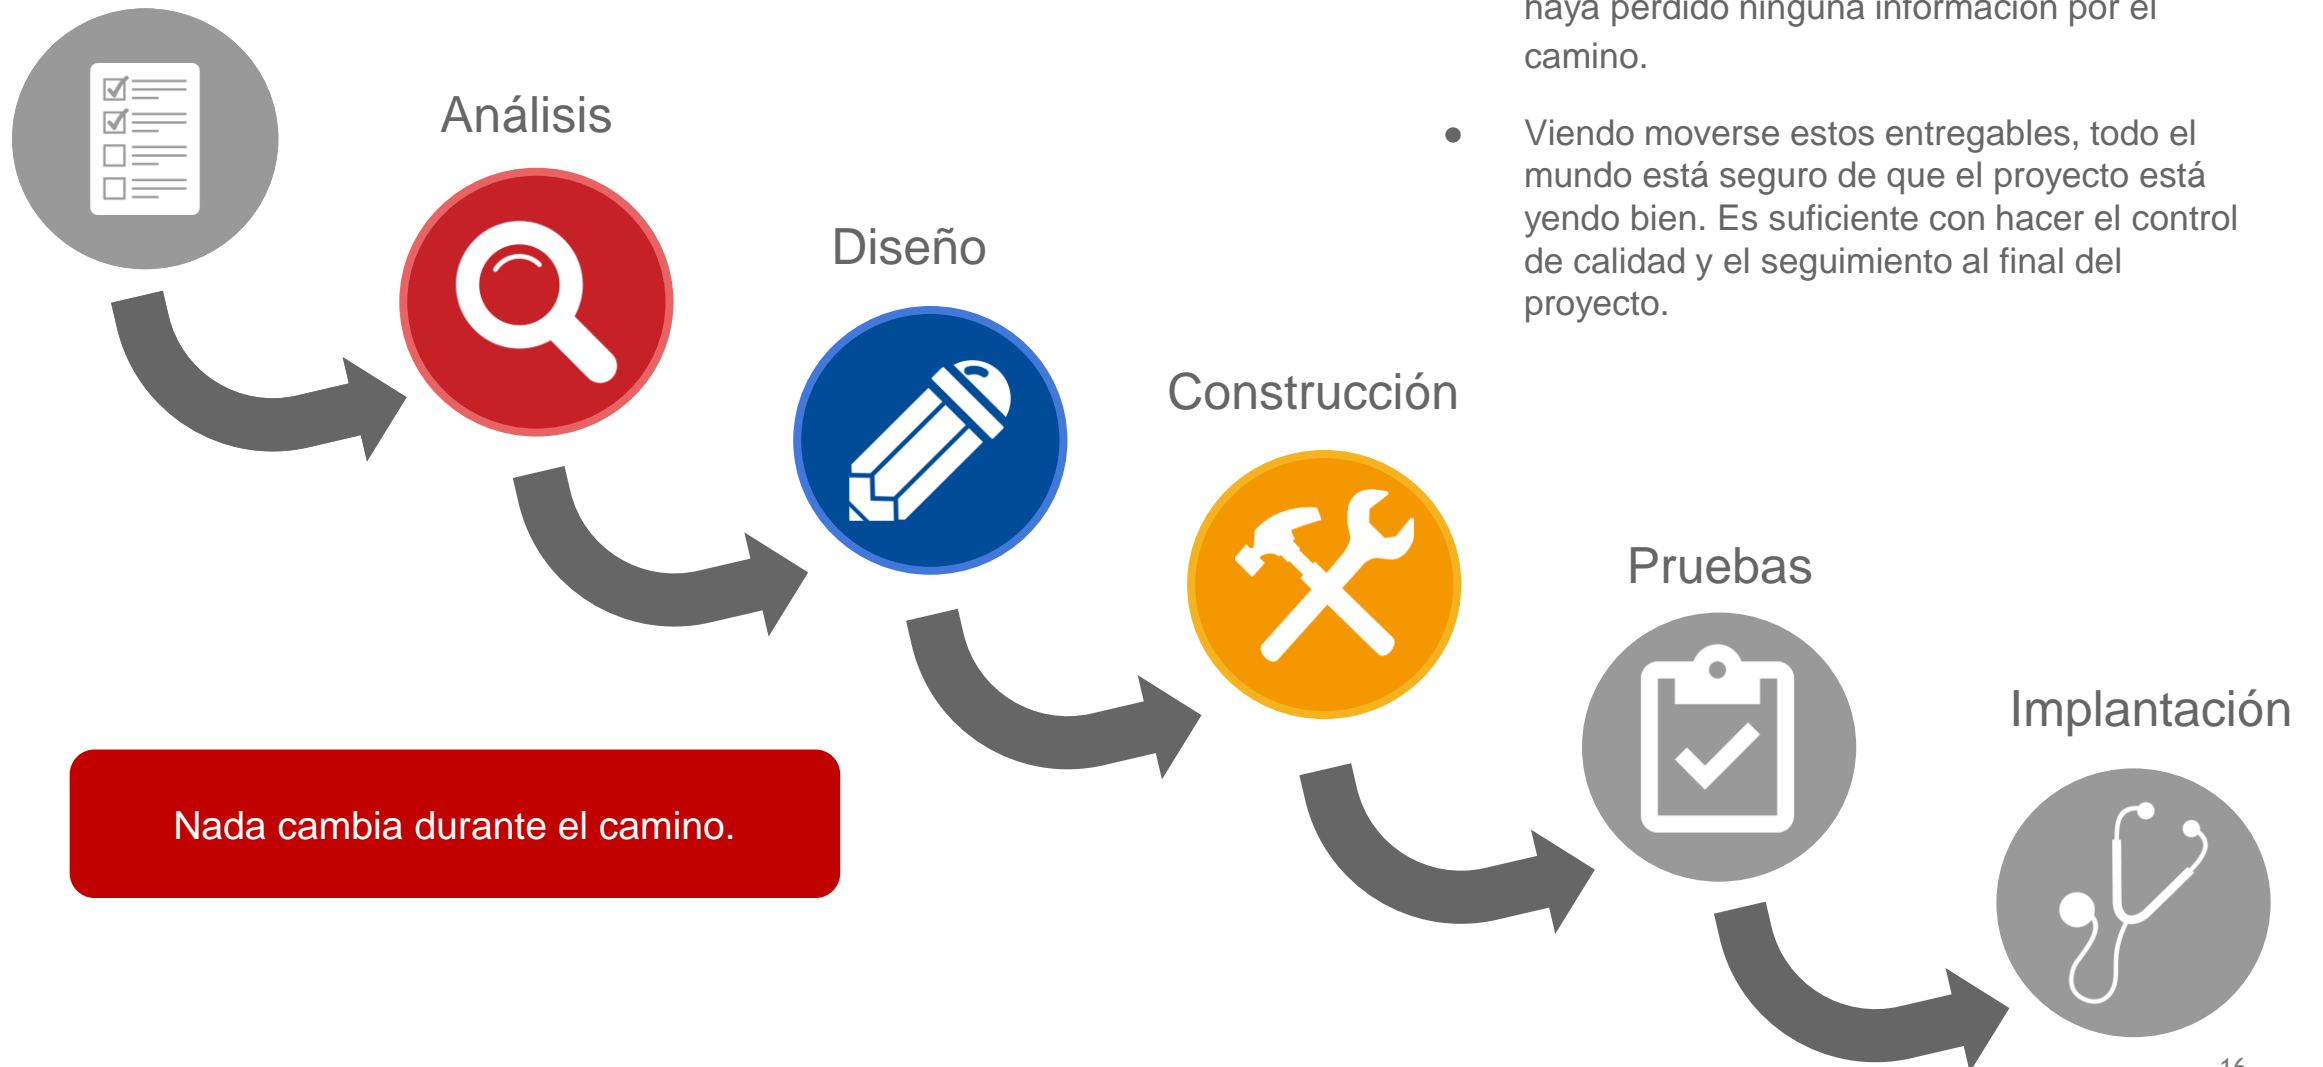 haya perdido ninguna información por el
camino.
● Viendo moverse estos entregables, todo el
mundo está seguro de que el proyecto está
yendo bien. Es suficiente con hacer el control
de calidad y el seguimiento al final del
proyecto.
Análisis
Diseño
Construcción
Pruebas
Implantación
Nada cambia durante el camino.
16